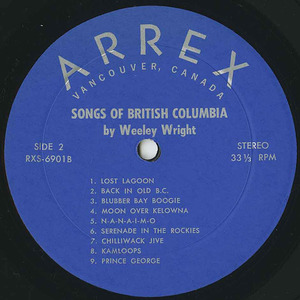 ARREX
VANCOUVER, CANADA
SONGS OF BRITISH COLUMBIA
by Weeley Wright
SIDE 2
RXS-6901B
STEREO
33 1/3 RPM
1. LOST LAGOON
2. BACK IN OLD B.C.
3. BLUBBER BAY BOOGIE
4. MOON OVER KELOWNA
5. N-A-N-A-I-M-O
6. SERENADE IN THE ROCKIES
7. CHILLIWACK JIVE
8. KAMLOOPS
9. PRINCE GEORGE